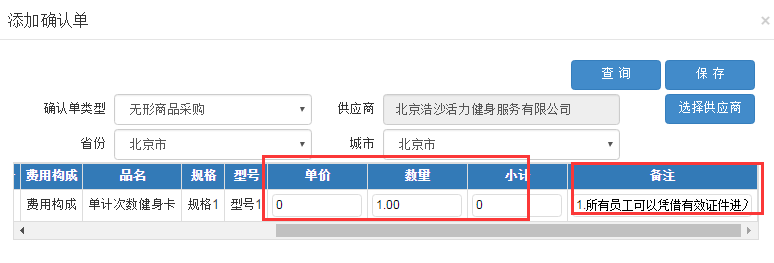 添加确认单 ×
查 询 保 存
确认单类型 无形商品采购 供应商 北京浩沙活力健身服务有限公司 选择供应商
省份 北京市 城市 北京市
费用构成 品名 规格 型号 单价 数量 小计 备注
费用构成 单计次数健身卡 规格1 型号1 0 1.00 0 1.所有员工可以凭借有效证件进入